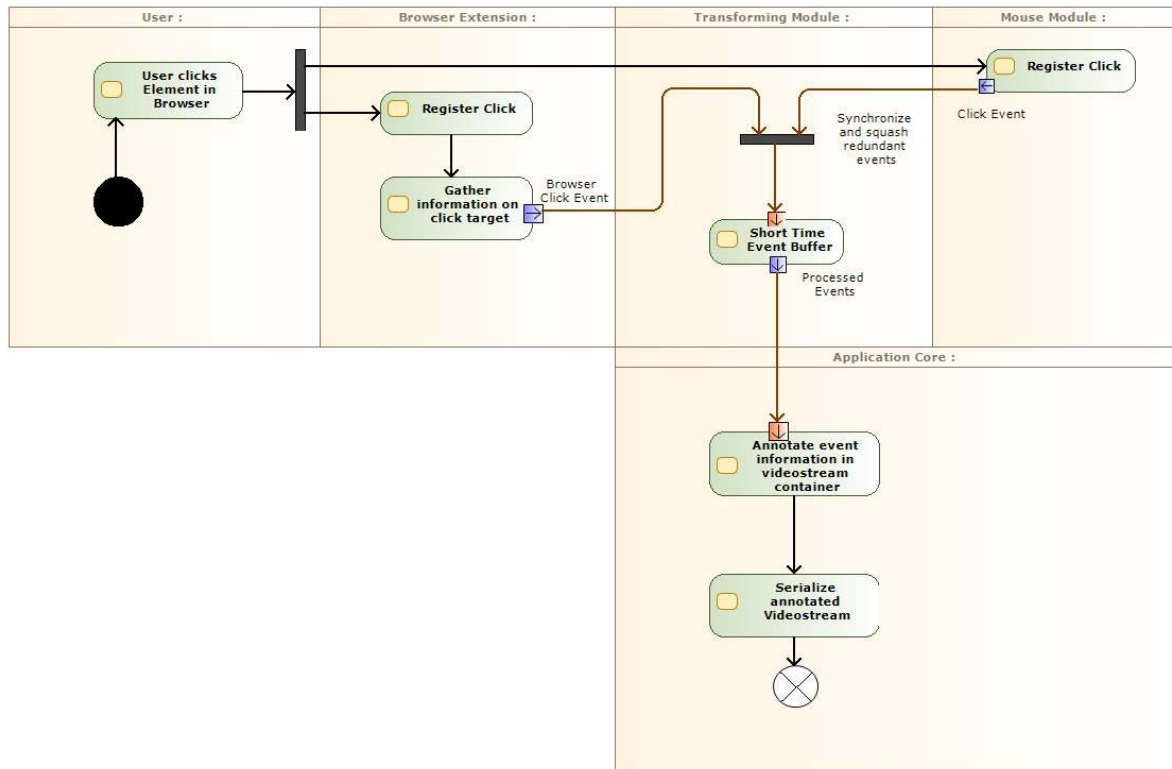 User :
Browser Extension :
Transforming Module :
Mouse Module :
User clicks
Element in
Browser
Register Click
Gather
information on
click target
Browser
Click Event
Synchronize
and squash
redundant
events
Register Click
Click Event
Short Time
Event Buffer
Processed
Events
Application Core :
Annotate event
information in
videostream
container
Serialize
annotated
Videostream